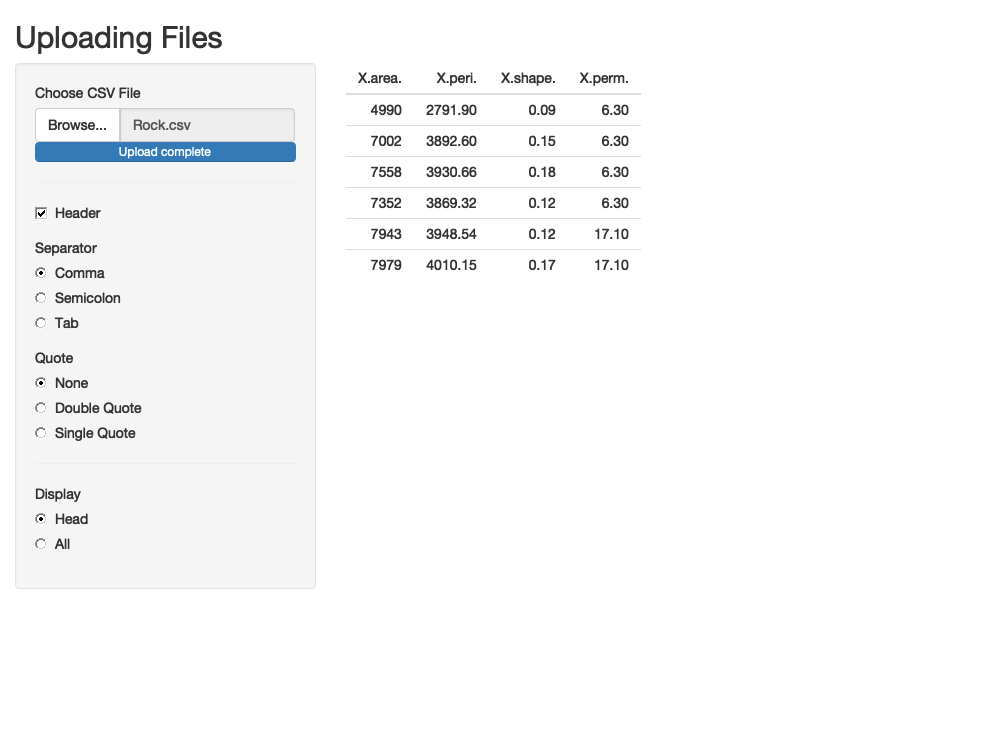 Uploading Files
Choose CSV File
Browse... Rock.csv
Upload complete
Header
Separator
Comma
Semicolon
Tab
Quote
None
Double Quote
Single Quote
Display
Head
All
X.area. X.peri. X.shape. X.perm.
4990 2791.90 0.09 6.30
7002 3892.60 0.15 6.30
7558 3930.66 0.18 6.30
7352 3869.32 0.12 6.30
7943 3948.54 0.12 17.10
7979 4010.15 0.17 17.10